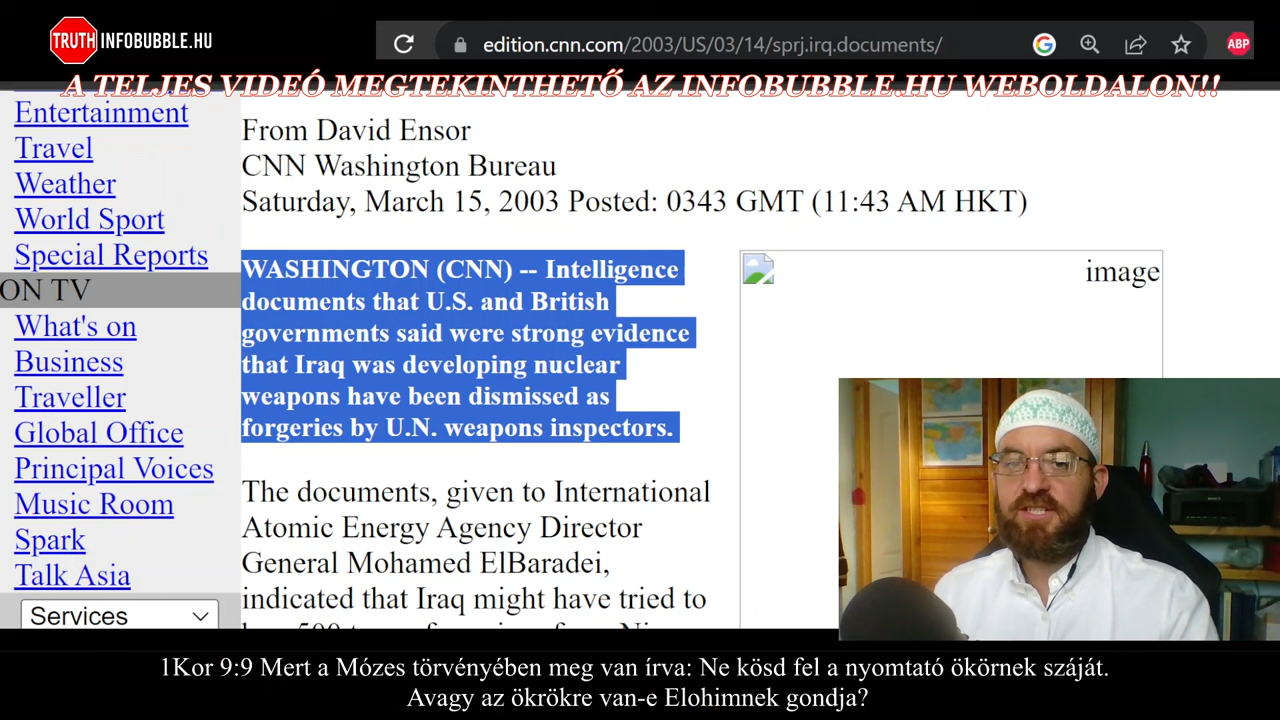 TRUTH INFOBUBBLE.HU
edition.cnn.com/2003/US/03/14/sprj.irq.documents/
ABP
A TELJES VIDEÓ MEGTEKINTHETŐ AZ INFOBUBBLE.HU WEBOLDALON!!
Entertainment
Travel
Weather
World Sport
Special Reports
ON TV
What's on
Business
Traveller
Global Office
Principal Voices
Music Room
Spark
Talk Asia
Services
From David Ensor
CNN Washington Bureau
Saturday, March 15, 2003 Posted: 0343 GMT (11:43 AM HKT)
WASHINGTON (CNN) -- Intelligence
documents that U.S. and British
governments said were strong evidence
that Iraq was developing nuclear
weapons have been dismissed as
forgeries by U.N. weapons inspectors.
The documents, given to International
Atomic Energy Agency Director
General Mohamed ElBaradei,
indicated that Iraq might have tried to
image
1Kor 9:9 Mert a Mózes törvényében meg van írva: Ne kösd fel a nyomtató ökörnek száját.
Avagy az ökrökre van-e Elohimnek gondja?